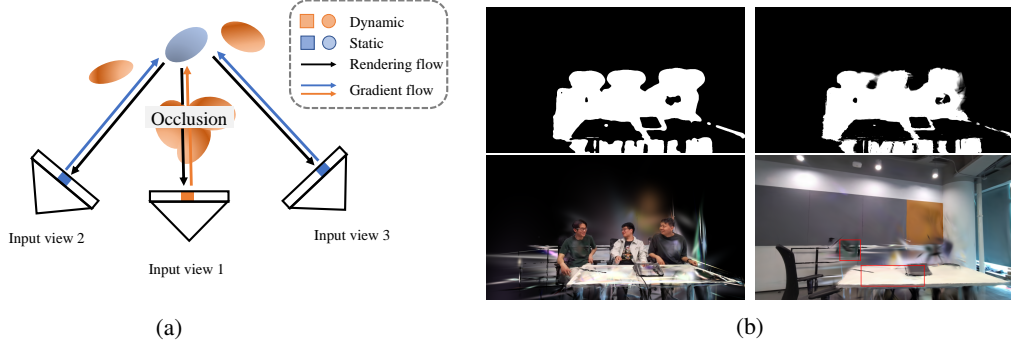 Dynamic
Static
Rendering flow
Gradient flow
Occlusion
Input view 2
Input view 3
Input view 1
(a)
(b)